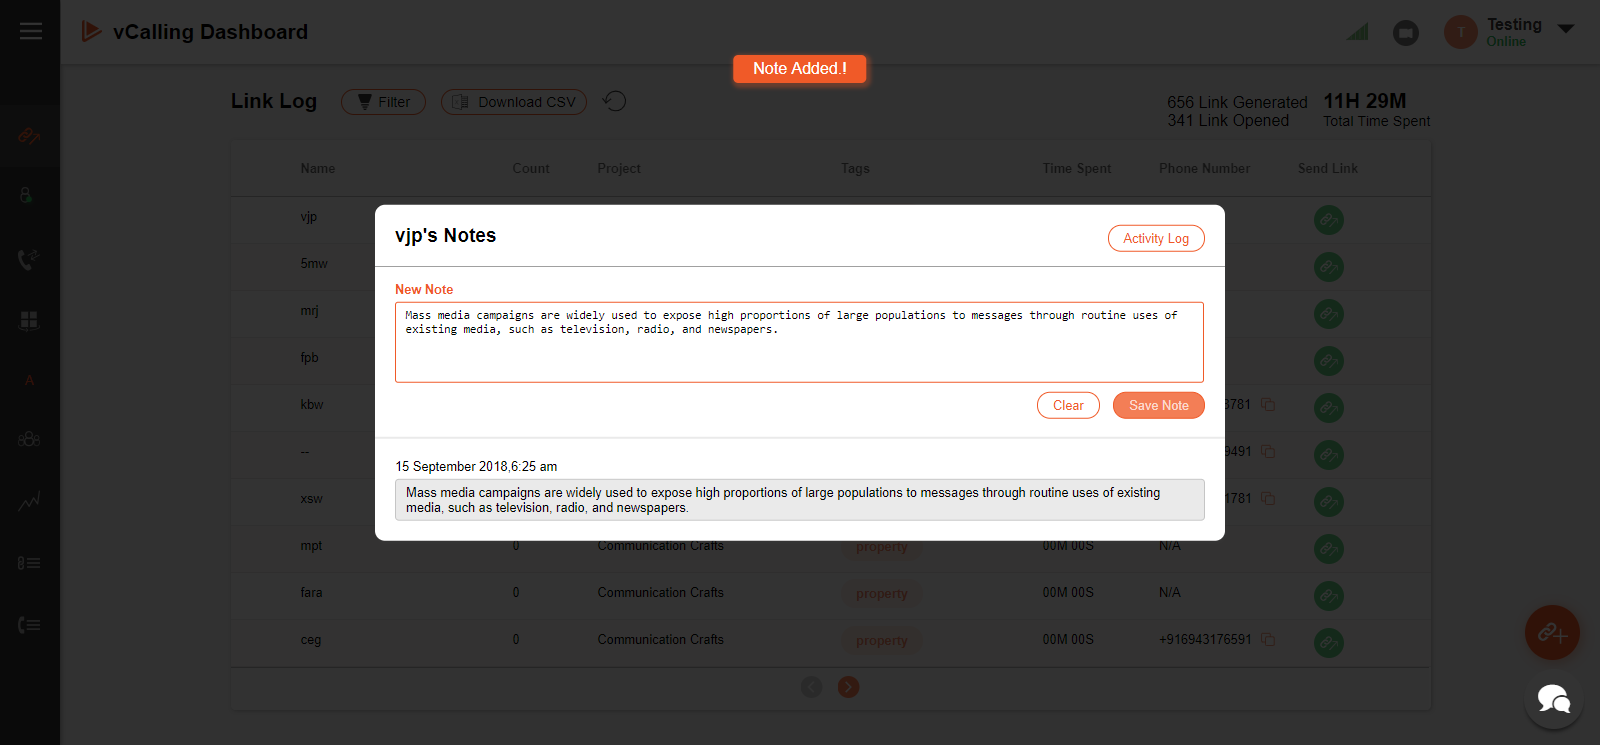 vCalling Dashboard
T
Testing
Online
Note Added.!
Link Log
Filter
Download CSV
656 Link Generated
341 Link Opened
11H 29M
Total Time Spent
Name Count Project Tags Time Spent Phone Number Send Link
vjp
5mw
mrj
fpb
kbw 781
-- 491
xsw 781
vjp's Notes
Activity Log
New Note
Mass media campaigns are widely used to expose high proportions of large populations to messages through routine uses of
existing media, such as television, radio, and newspapers.
Clear
Save Note
15 September 2018,6:25 am
Mass media campaigns are widely used to expose high proportions of large populations to messages through routine uses of existing
media, such as television, radio, and newspapers.
mpt 0 Communication Crafts property 00M 00S N/A
fara 0 Communication Crafts property 00M 00S N/A
ceg 0 Communication Crafts property 00M 00S +916943176591
A